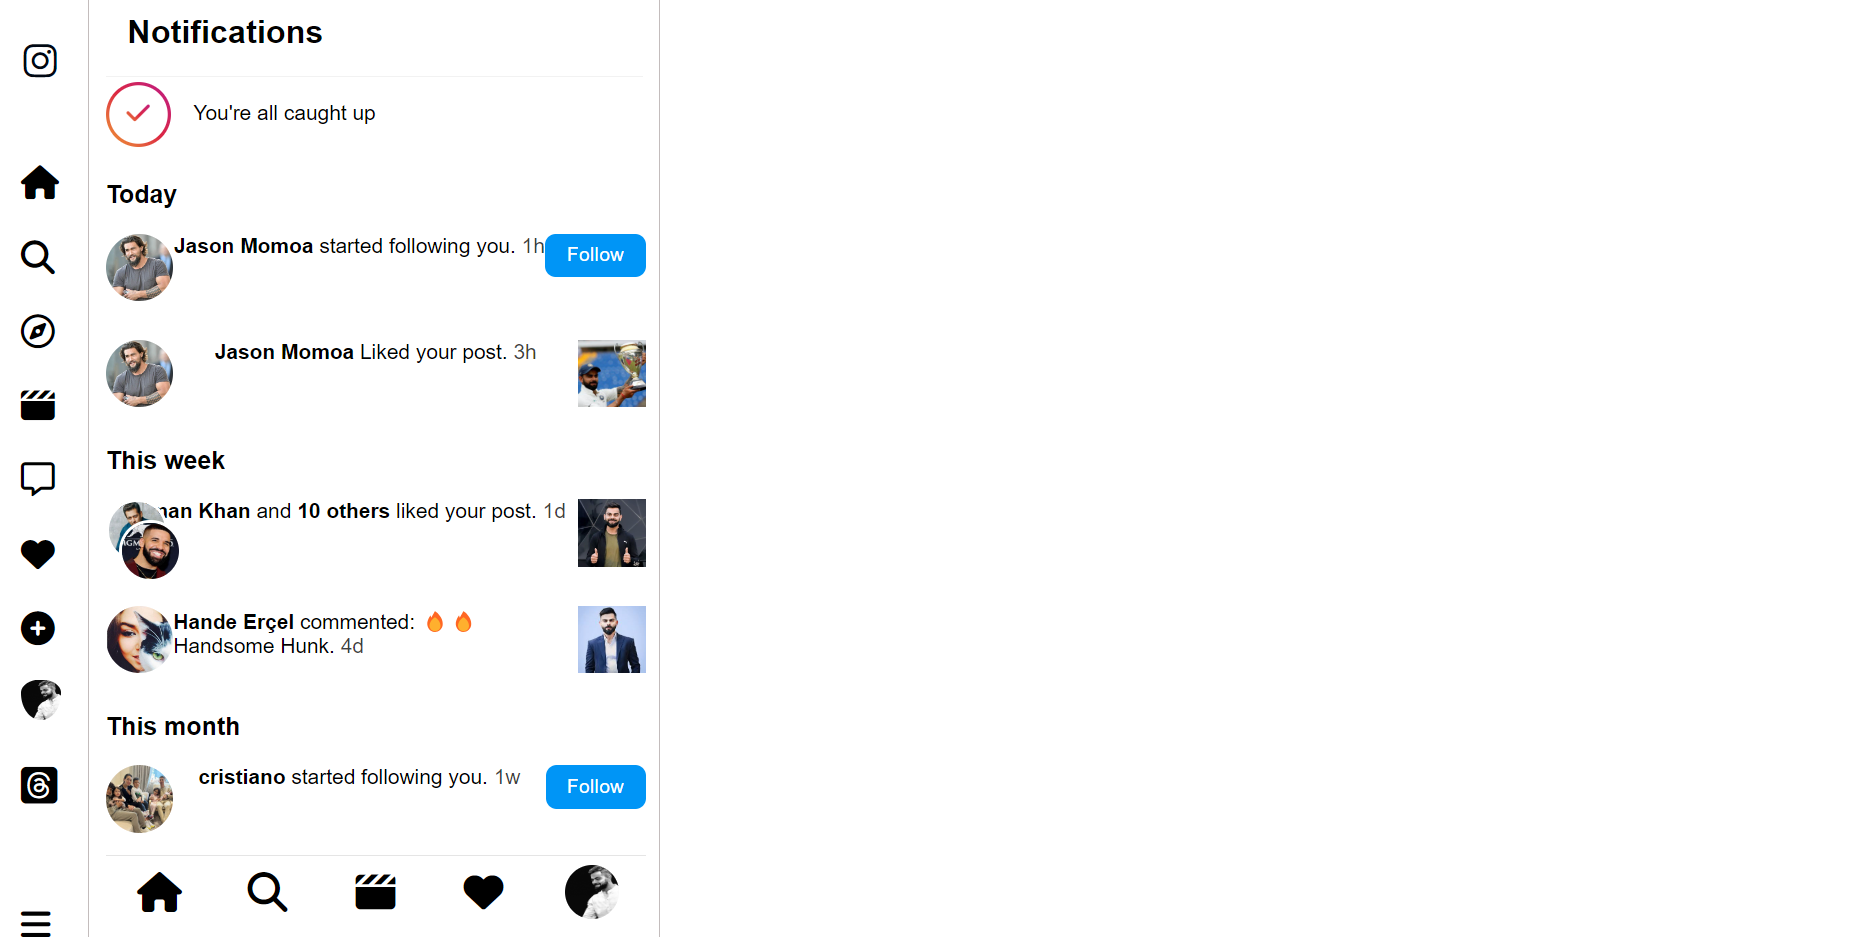 Notifications
You're all caught up
Today
Jason Momoa started following you. 1h
Follow
Jason Momoa Liked your post. 3h
This week
Khan and 10 others liked your post. 1d
Hande Erçel commented: 🔥 🔥
Handsome Hunk. 4d
This month
cristiano started following you. 1w
Follow